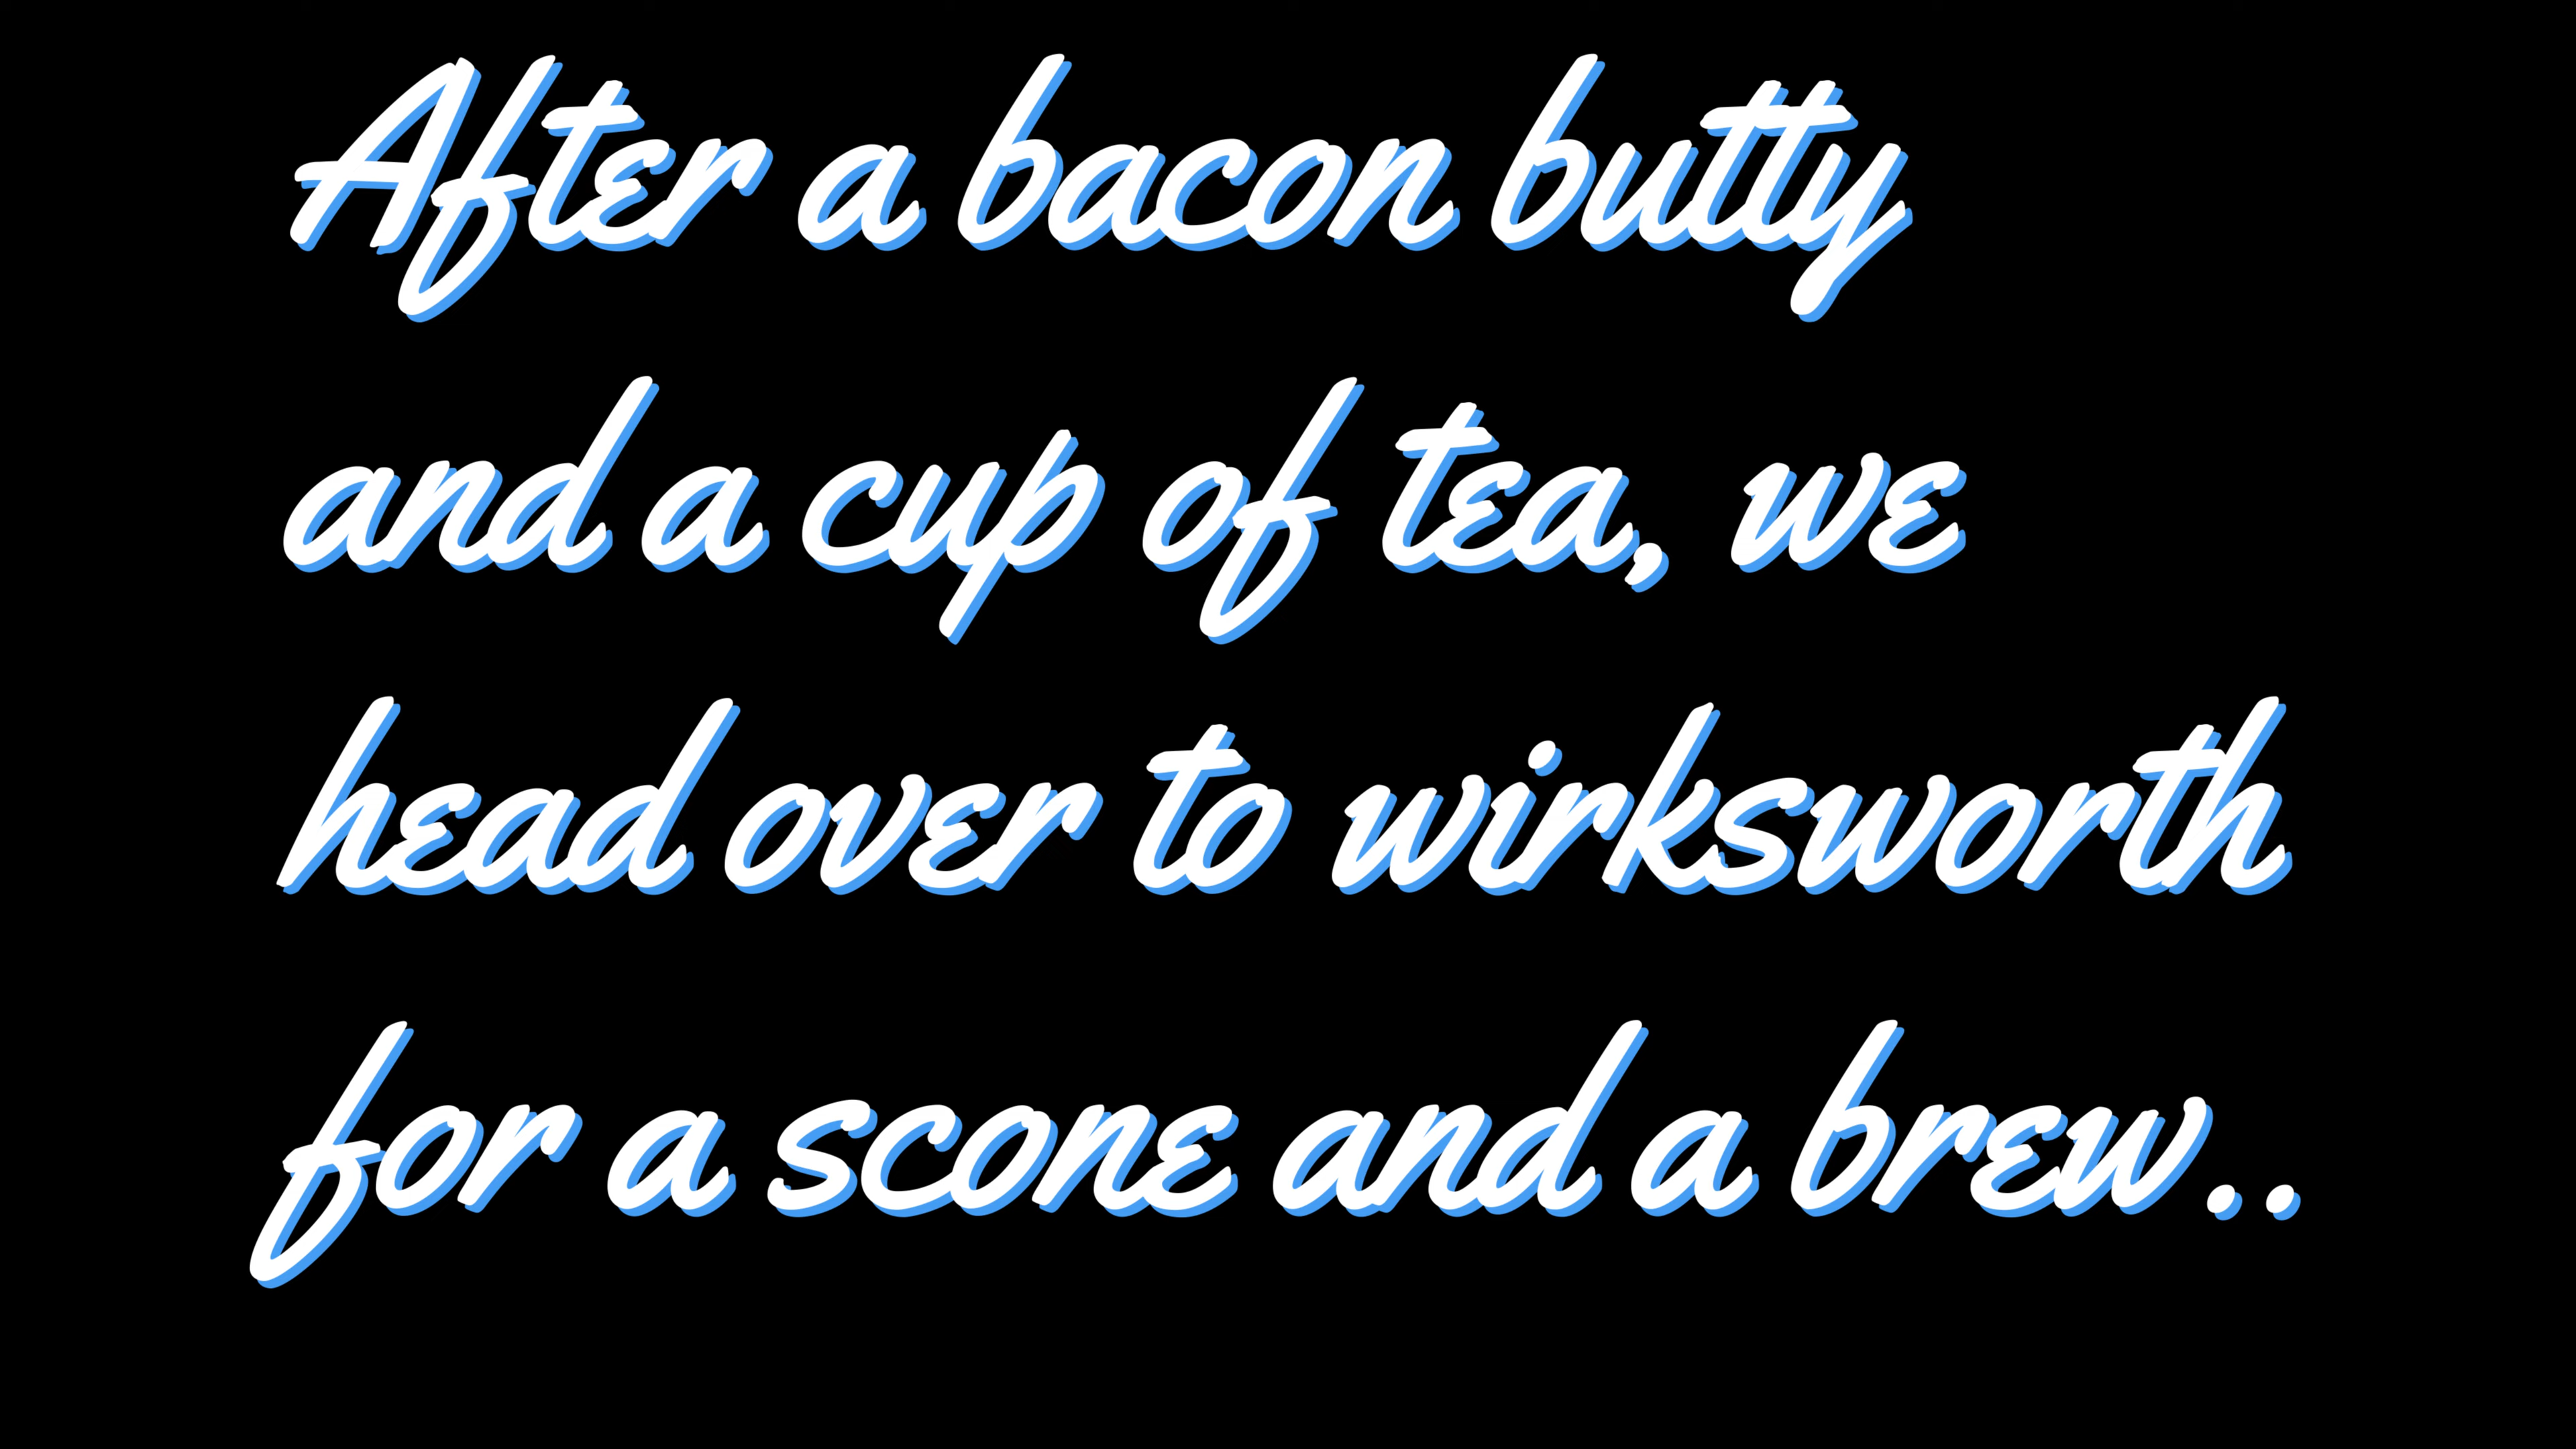 After a bacon butty
and a cup of tea, we
head over to wirksworth
for a scone and a brew..